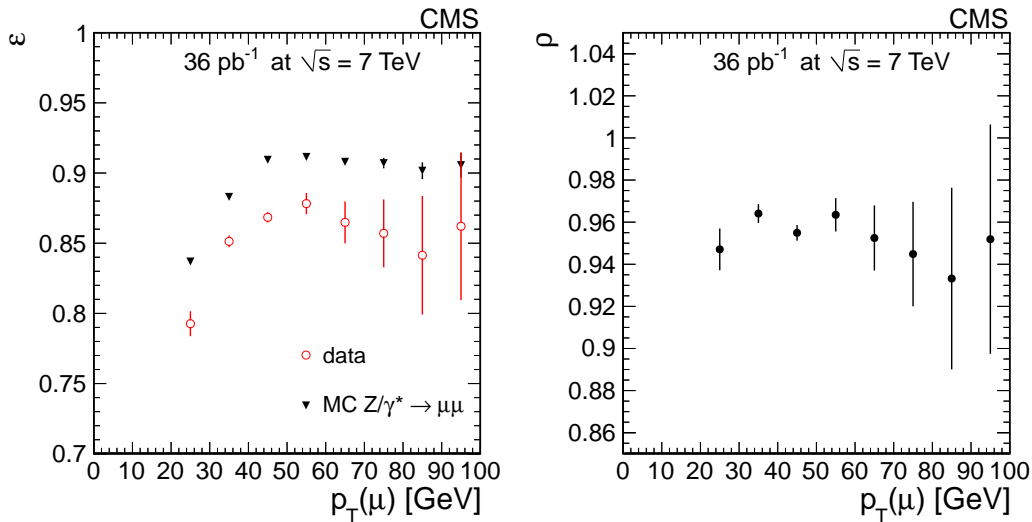 CMS
36 pb⁻¹ at √s = 7 TeV
ε
1
0.95
0.9
0.85
0.8
0.75
0.7
data
MC Z/γ* → μμ
0 10 20 30 40 50 60 70 80 90 100
p_T(μ) [GeV]
CMS
36 pb⁻¹ at √s = 7 TeV
ρ
1.04
1.02
1
0.98
0.96
0.94
0.92
0.9
0.88
0.86
0 10 20 30 40 50 60 70 80 90 100
p_T(μ) [GeV]